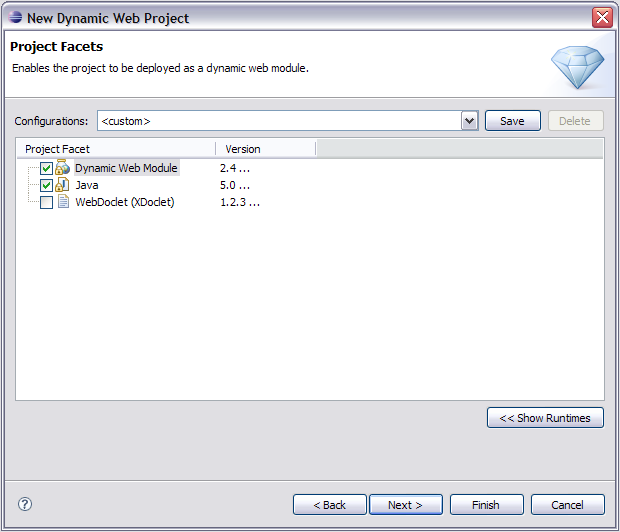 New Dynamic Web Project
Project Facets
Enables the project to be deployed as a dynamic web module.
Configurations: <custom> Save Delete
Project Facet Version
Dynamic Web Module 2.4 ...
Java 5.0 ...
WebDoclet (XDoclet) 1.2.3 ...
<< Show Runtimes
? < Back Next > Finish Cancel